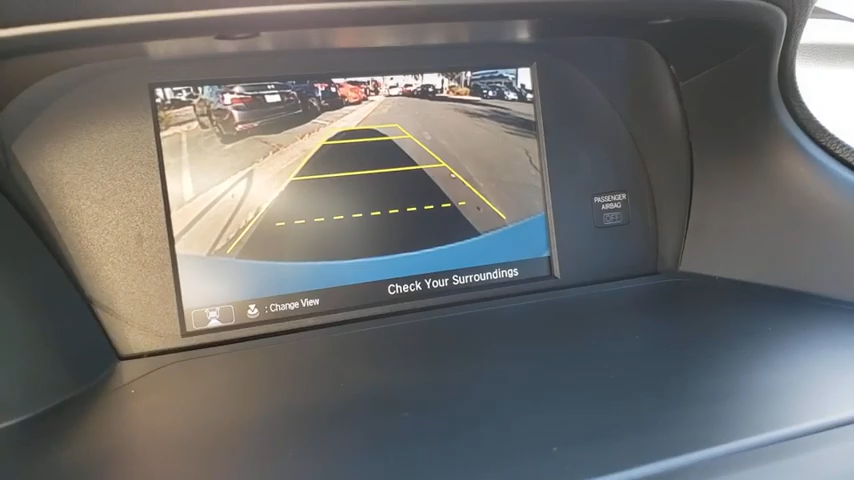 PASSENGER
AIRBAG
OFF
Check Your Surroundings
: Change View